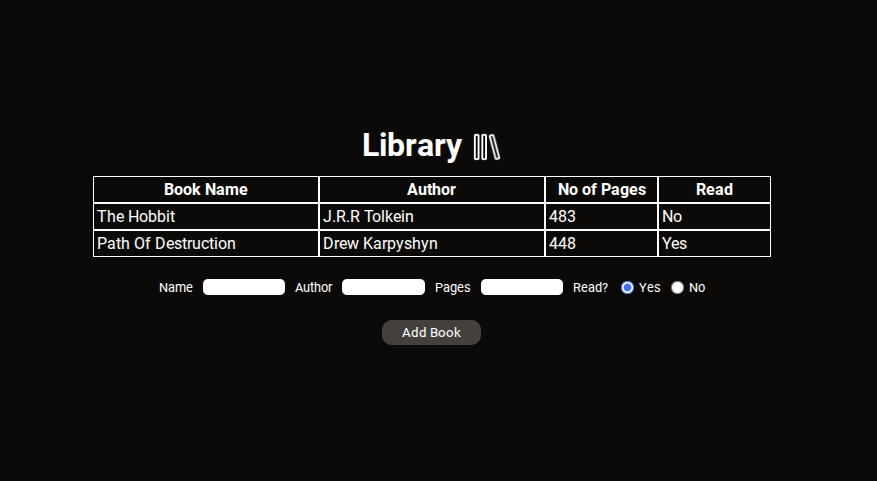 Library
Book Name Author No of Pages Read
The Hobbit J.R.R Tolkein 483 No
Path Of Destruction Drew Karpyshyn 448 Yes
Name Author Pages Read? Yes No
Add Book